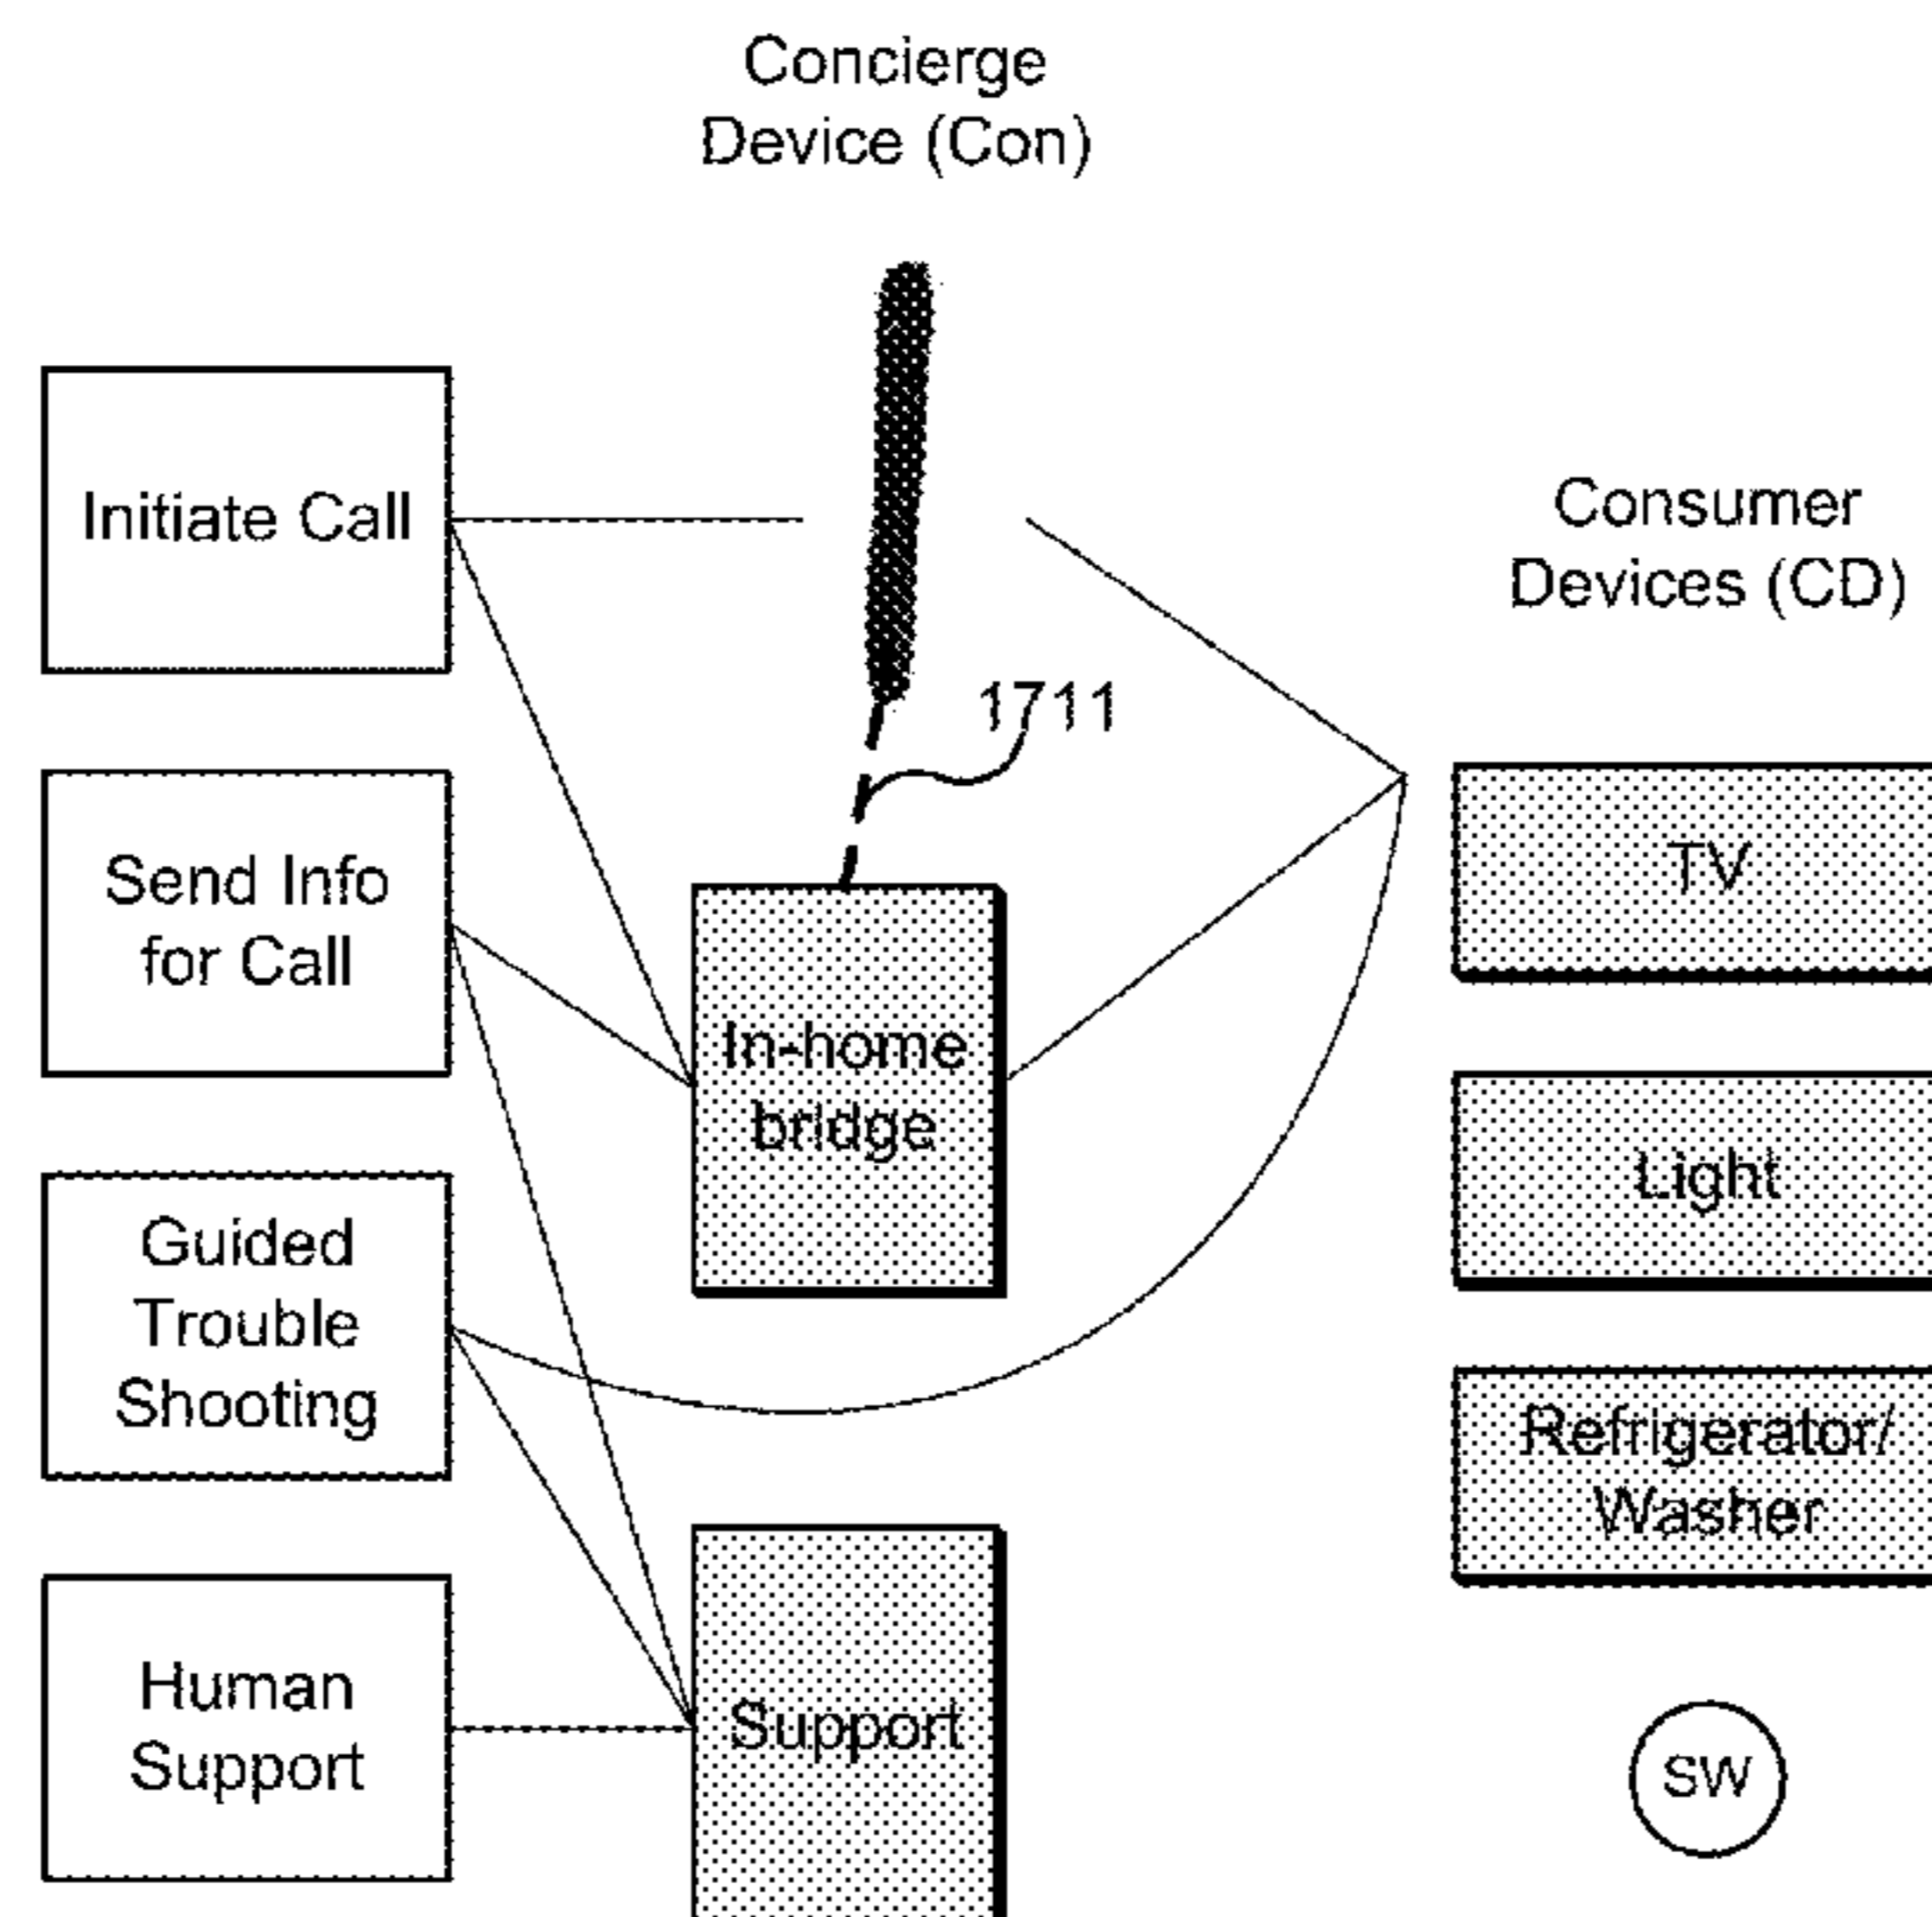 Concierge
Device (Con)
Initiate Call
Consumer
Devices (CD)
1711
TV
Send Info
for Call
In-home
bridge
Light
Guided
Trouble
Shooting
Refrigerator/
Washer
Human
Support
Support
SW